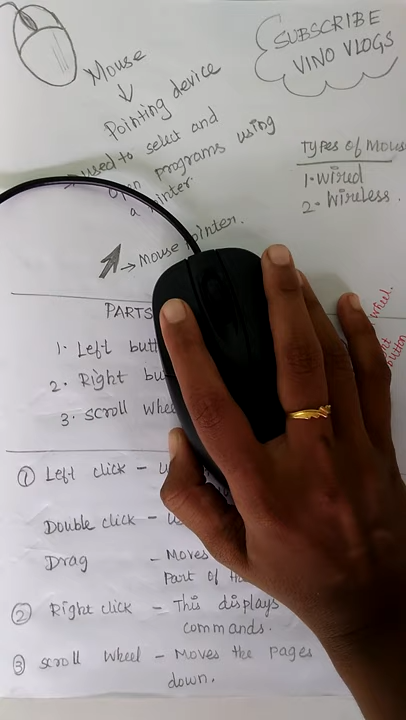 SUBSCRIBE
VINO VLOGS
Mouse
↓
Pointing device
→ used to select and
open programs using
a pointer.
Types of Mouse
1. Wired
2. Wireless.
→ Mouse pointer.
PARTS
1. Left butt
2. Right bu
3. Scroll whee
wheel.
button
① Left click - U
Double click - U
Drag - Moves
Part of
② Right click - This displays
commands.
③ Scroll Wheel - Moves the pages
down.